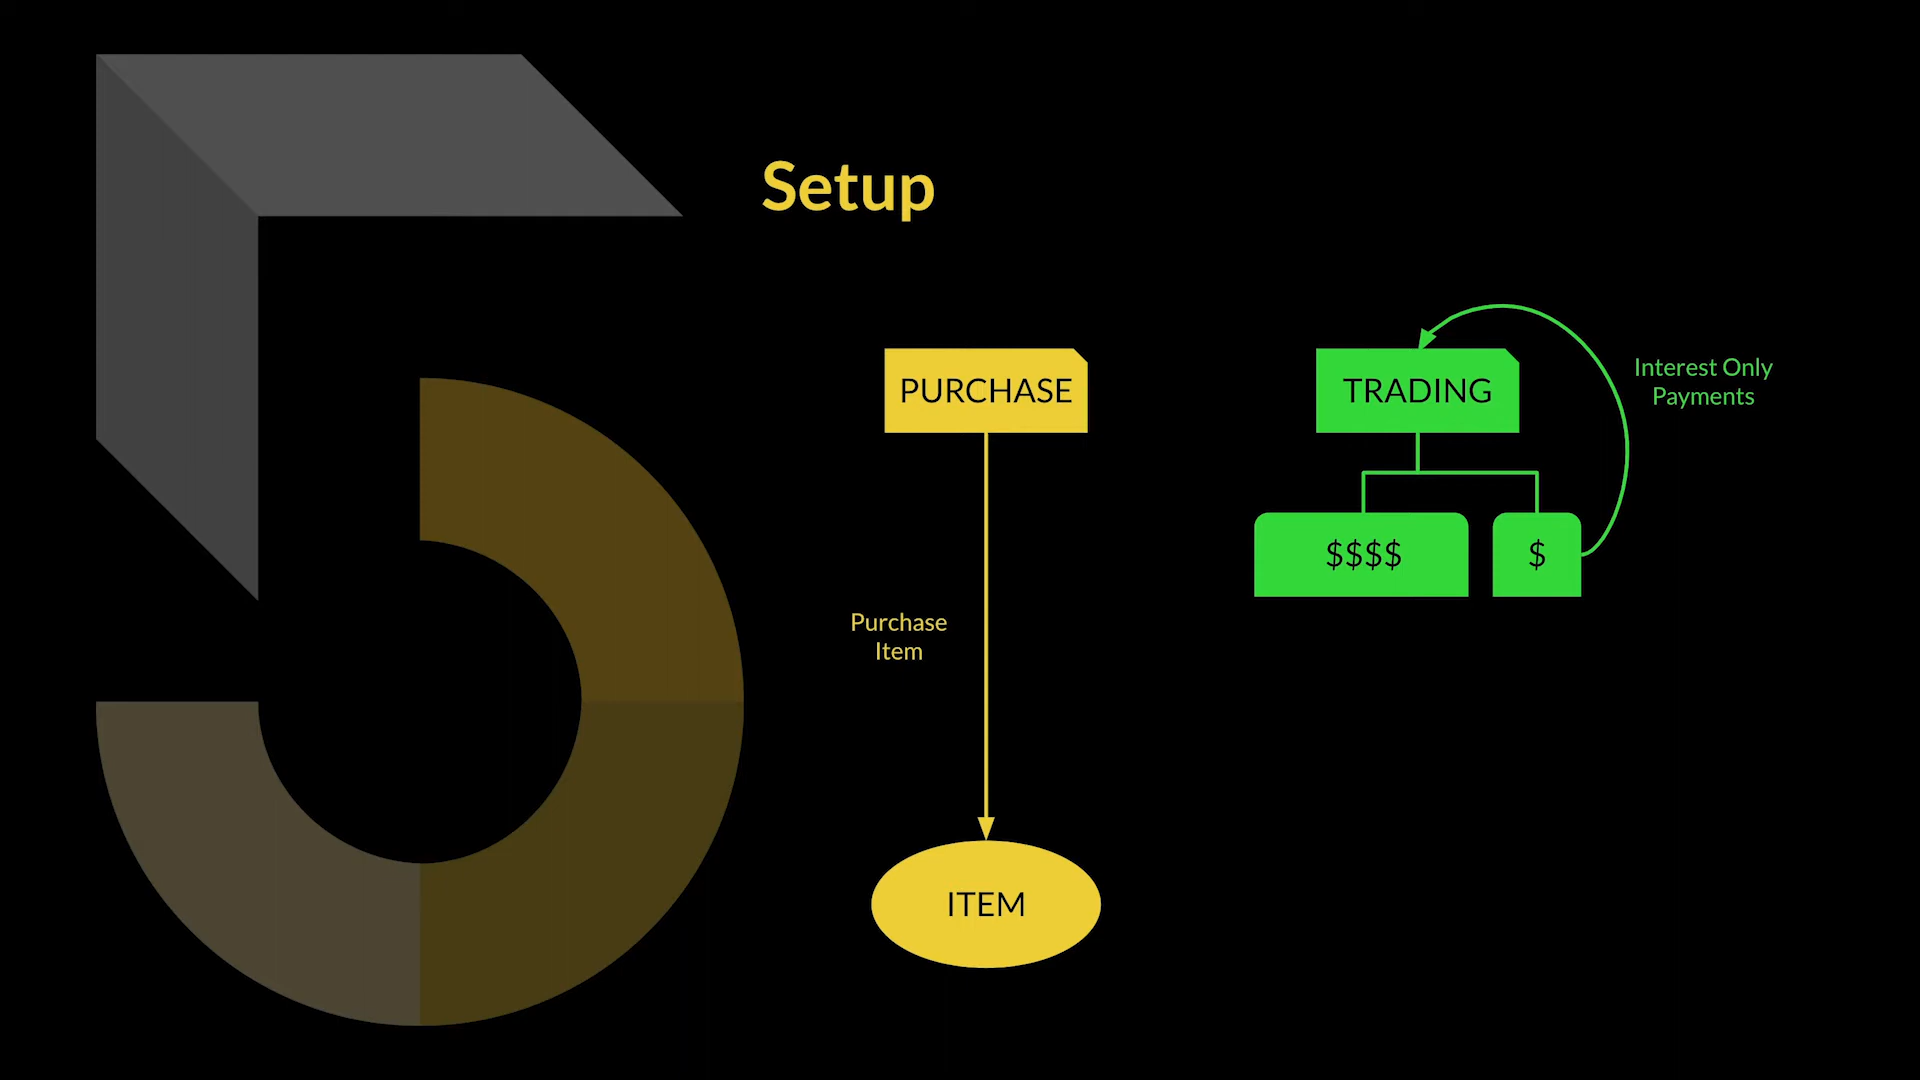 Setup
PURCHASE
TRADING
Interest Only
Payments
$$$$
$
Purchase
Item
ITEM